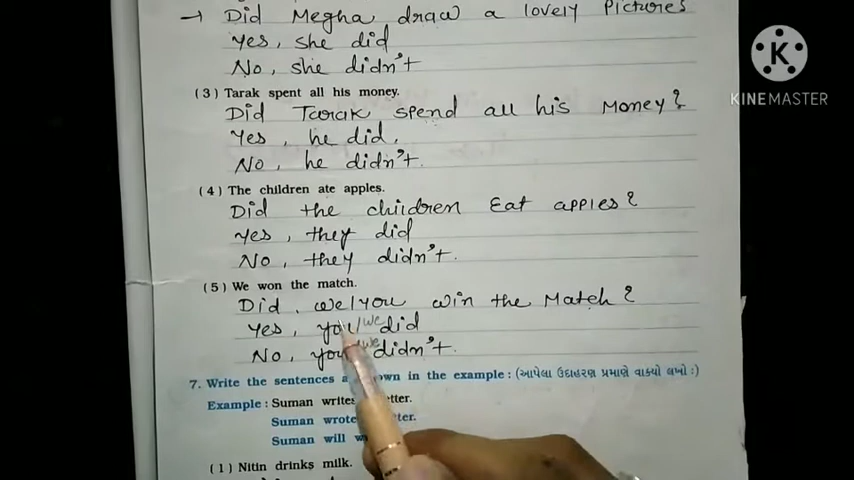 → Did Megha draw a lovely Pictures
Yes, she did
No, she didn't
(3) Tarak spent all his money.
Did Tarak spend all his Money?
Yes, he did.
No, he didn't.
(4) The children ate apples.
Did the children Eat apples?
Yes, they did
No, they didn't.
(5) We won the match.
Did. we/you win the Match?
Yes, you/we did
No, you/we didn't.
7. Write the sentences as shown in the example : (આપેલા ઉદાહરણ પ્રમાણે વાક્યો લખો :)
Example : Suman writes letter.
Suman wrote letter.
Suman will
(1) Nitin drinks milk.
K
KINEMASTER